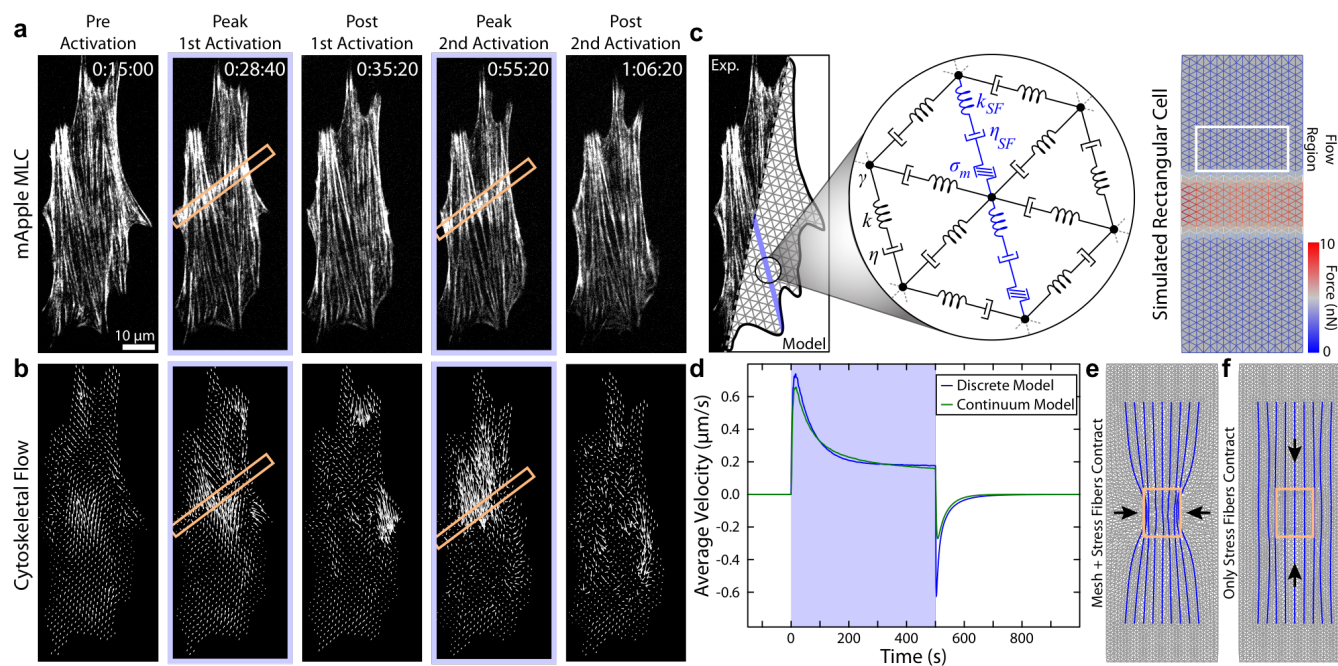 a
Pre
Activation
Peak
1st Activation
Post
1st Activation
Peak
2nd Activation
Post
2nd Activation
mApple MLC
0:15:00
0:28:40
0:35:20
0:55:20
1:06:20
10 μm
b
Cytoskeletal Flow
c
Exp.
Model
k_SF
η_SF
σ_m
γ
k
η
Simulated Rectangular Cell
Flow
Region
10
Force (nN)
0
d
Discrete Model
Continuum Model
Average Velocity (μm/s)
0.6
0.4
0.2
0.0
-0.2
-0.4
-0.6
0
200
400
600
800
Time (s)
e
Mesh + Stress Fibers Contract
f
Only Stress Fibers Contract